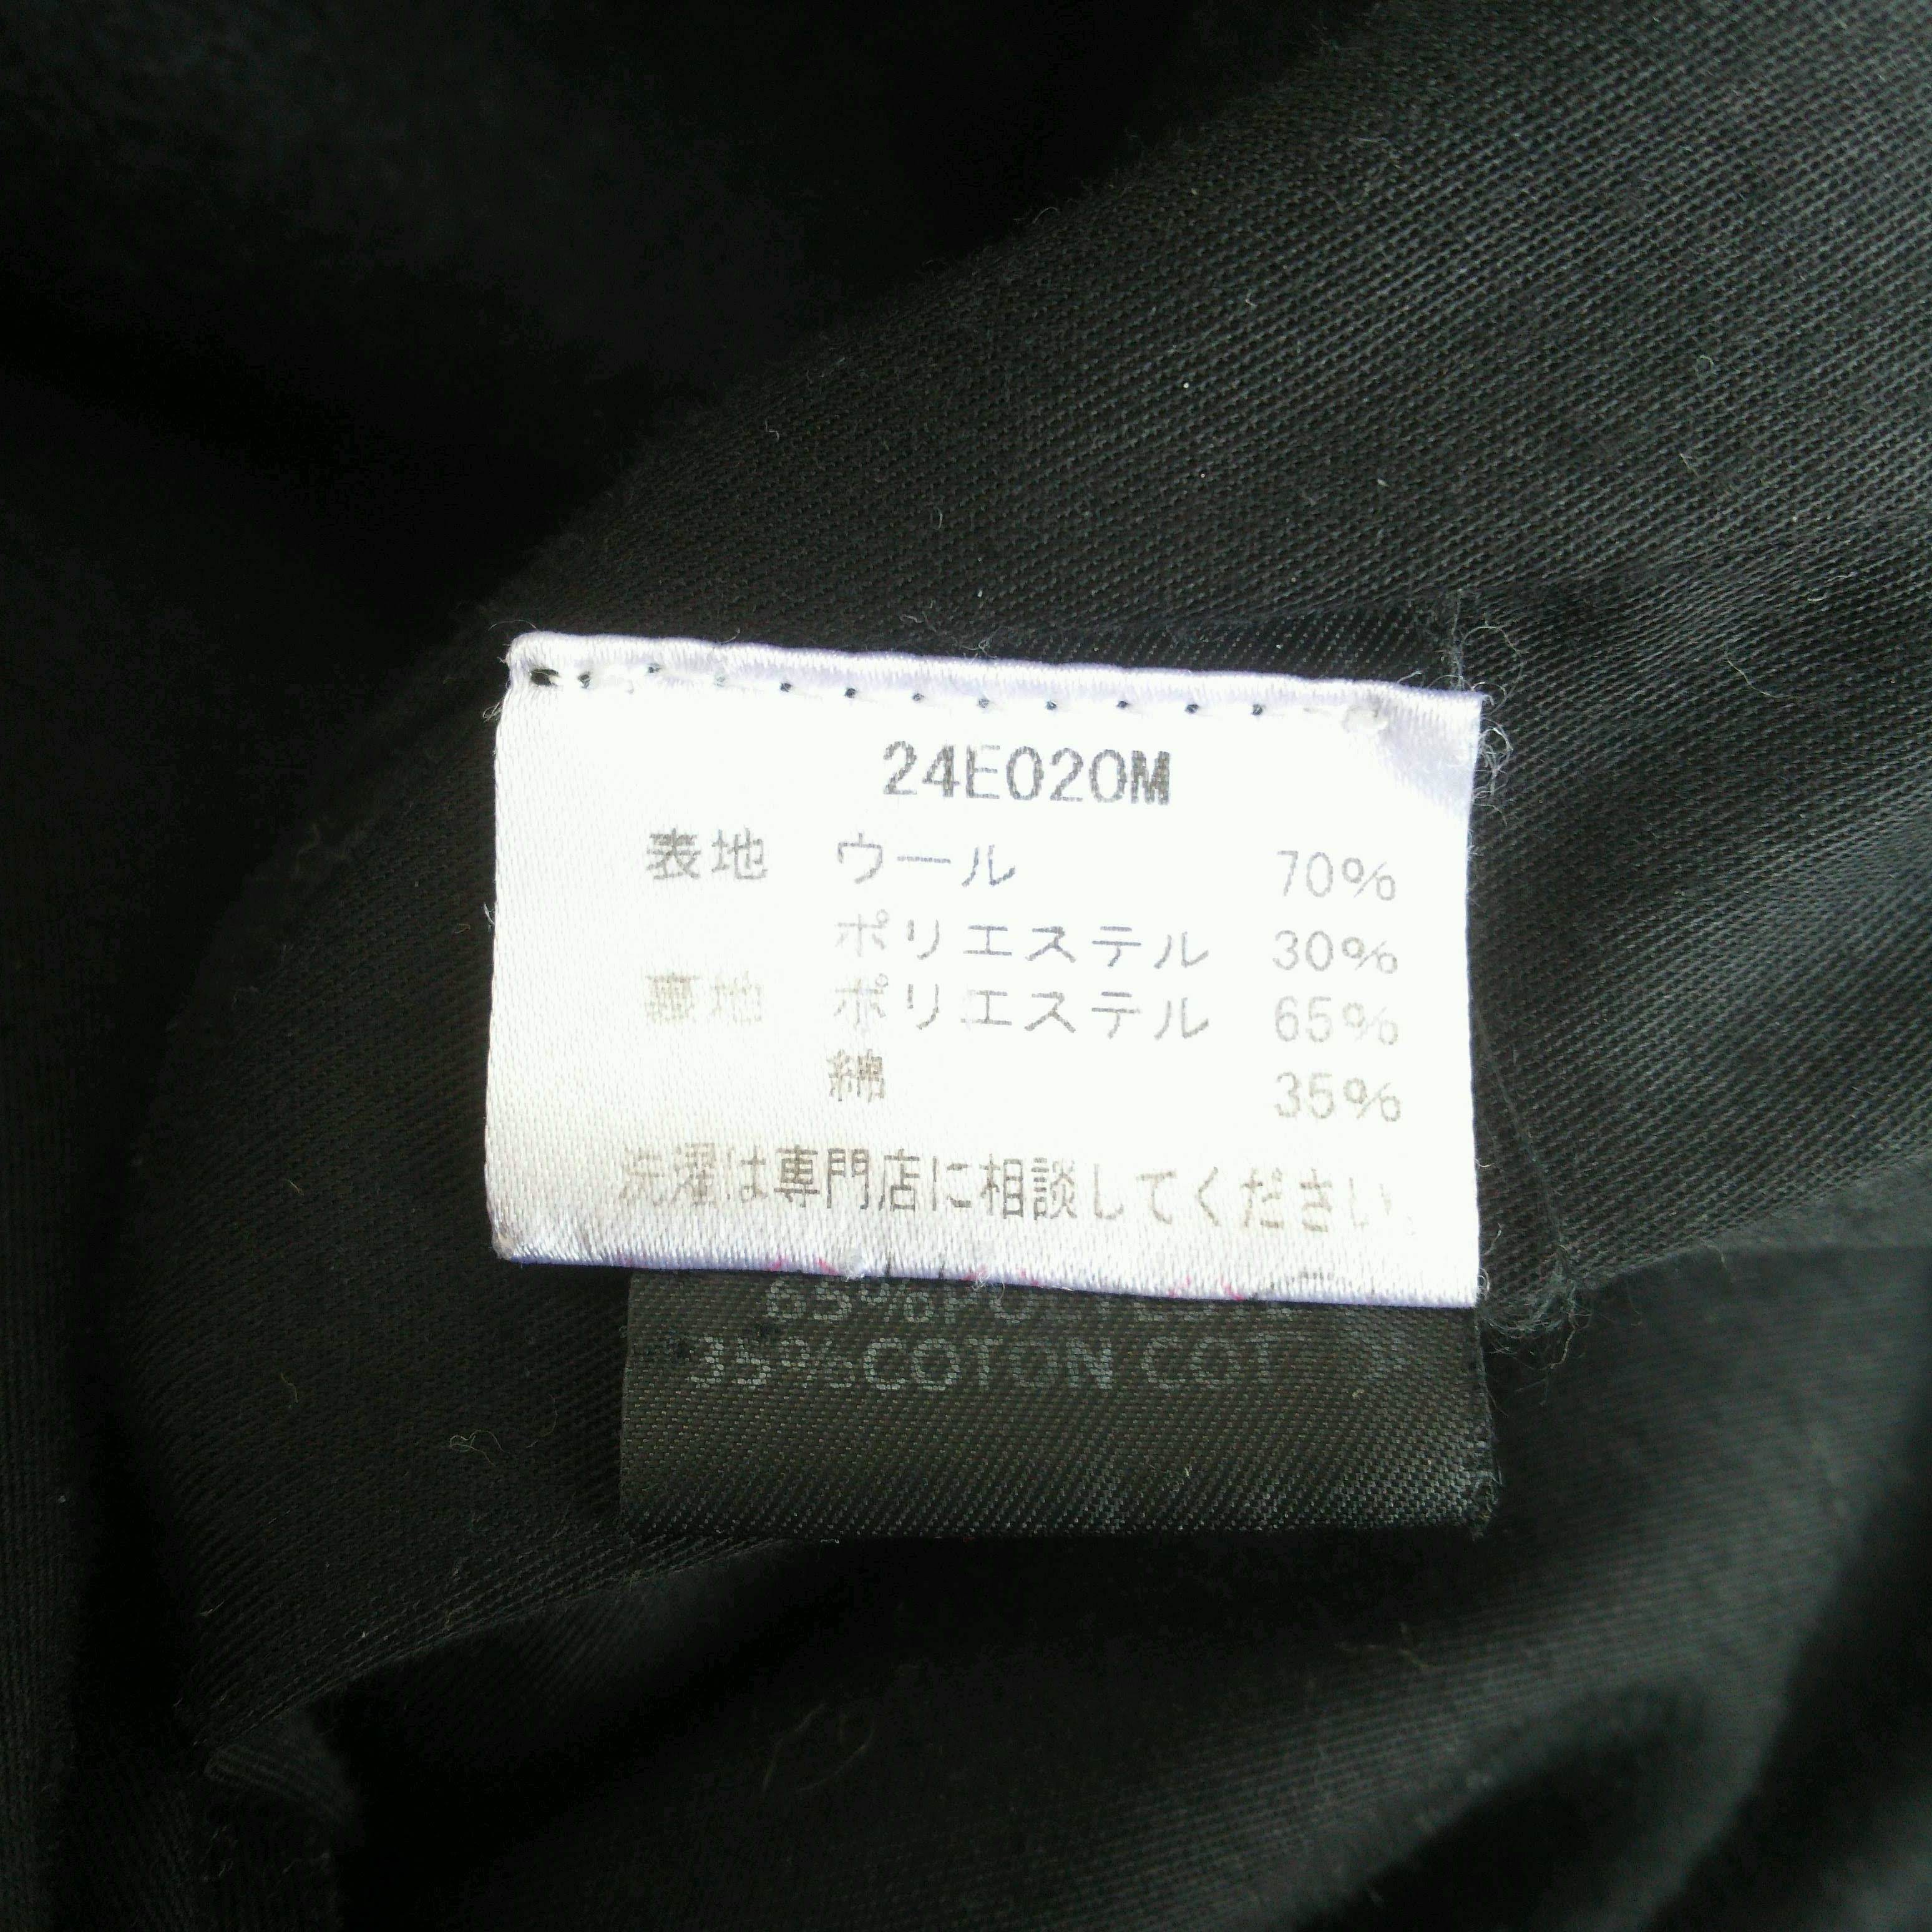 24E020M
表地 ウール 70%
ポリエステル 30%
裏地 ポリエステル 65%
綿 35%
洗濯は専門店に相談してください
65%
35%COTON COT